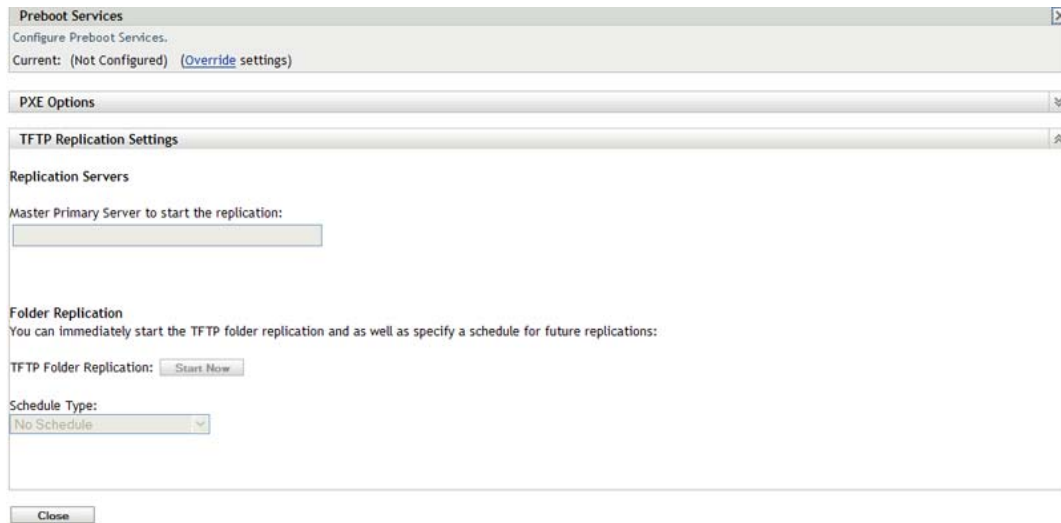 Preboot Services
Configure Preboot Services.
Current: (Not Configured) (Override settings)
PXE Options
TFTP Replication Settings
Replication Servers
Master Primary Server to start the replication:
Folder Replication
You can immediately start the TFTP folder replication and as well as specify a schedule for future replications:
TFTP Folder Replication: Start Now
Schedule Type:
No Schedule
Close